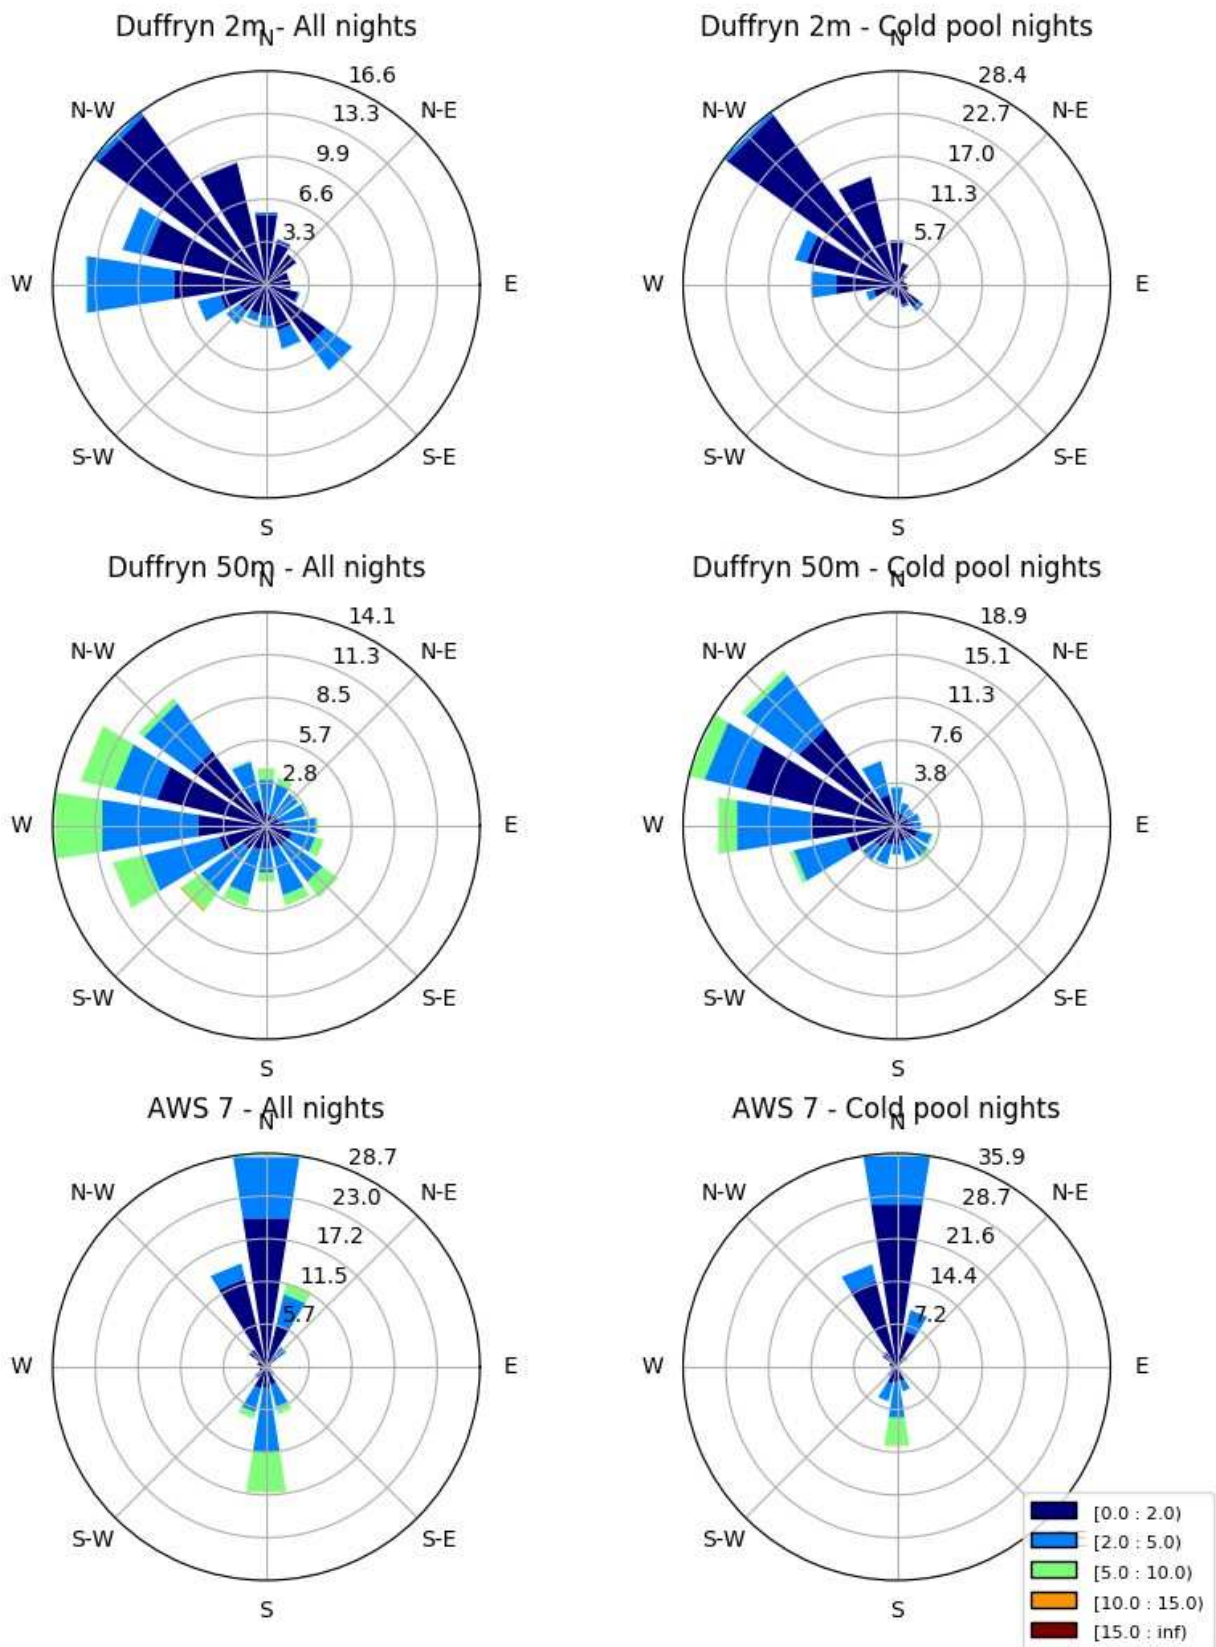 Duffryn 2m - All nights
N
16.6
13.3
9.9
6.6
3.3
N-W
N-E
W
E
S-W
S-E
S
Duffryn 2m - Cold pool nights
N
28.4
22.7
17.0
11.3
5.7
N-W
N-E
W
E
S-W
S-E
S
Duffryn 50m - All nights
N
14.1
11.3
8.5
5.7
2.8
N-W
N-E
W
E
S-W
S-E
S
Duffryn 50m - Cold pool nights
N
18.9
15.1
11.3
7.6
3.8
N-W
N-E
W
E
S-W
S-E
S
AWS 7 - All nights
N
28.7
23.0
17.2
11.5
5.7
N-W
N-E
W
E
S-W
S-E
S
AWS 7 - Cold pool nights
N
35.9
28.7
21.6
14.4
7.2
N-W
N-E
W
E
S-W
S
[0.0 : 2.0)
[2.0 : 5.0)
[5.0 : 10.0)
[10.0 : 15.0)
[15.0 : inf)